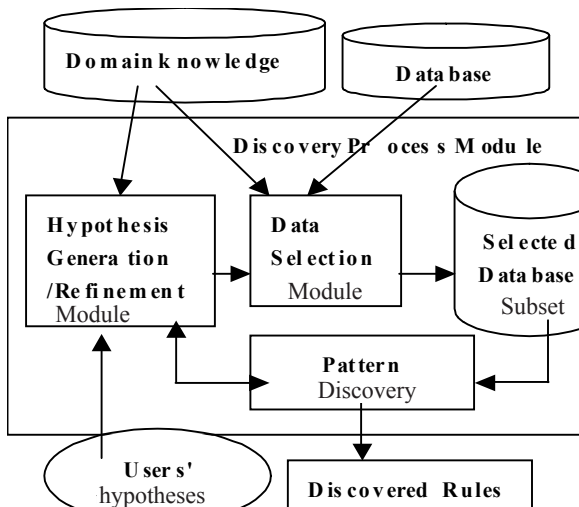 Domain knowledge
Database
Discovery Process Module
Hypothesis
Generation
/Refinement
Module
Data
Selection
Module
Selected
Database
Subset
Pattern
Discovery
Users'
hypotheses
Discovered Rules